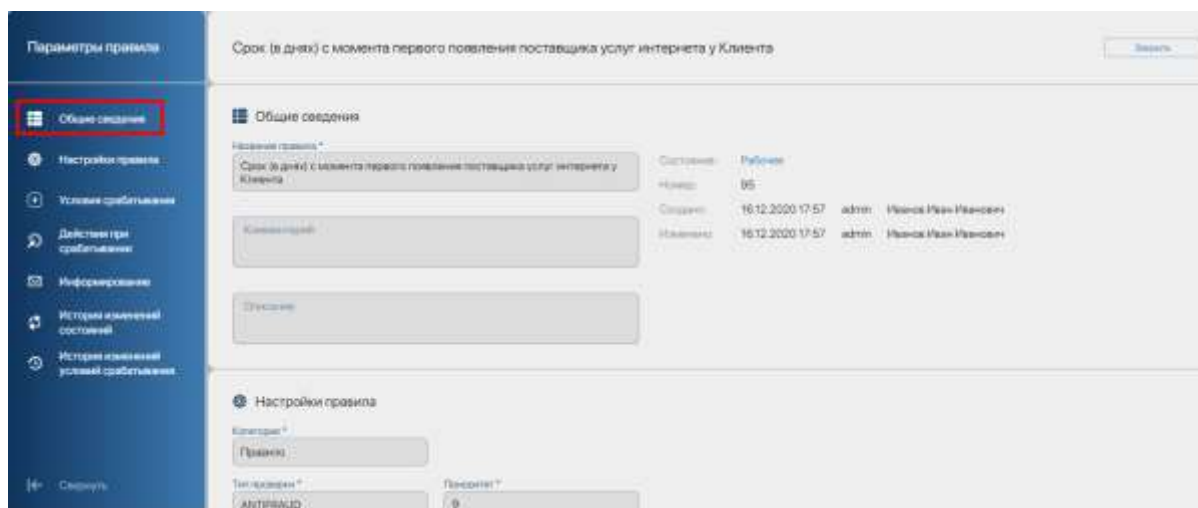 Параметры правила
Срок (в днях) с момента первого появления поставщика услуг интернета у Клиента
Закрыть
Общие сведения
Настройки правила
Условия срабатывания
Действия при
срабатывании
Информирование
История изменений
состояний
История изменений
условий срабатывания
Свернуть
Общие сведения
Название правила *
Срок (в днях) с момента первого появления поставщика услуг интернета у
Клиента
Комментарий
Описание
Состояние: Рабочее
Номер: 95
Создано: 16.12.2020 17:57 admin Иванов Иван Иванович
Изменено: 16.12.2020 17:57 admin Иванов Иван Иванович
Настройки правила
Категория *
Правило
Тип проверки * Приоритет *
ANTIFRAUD 9